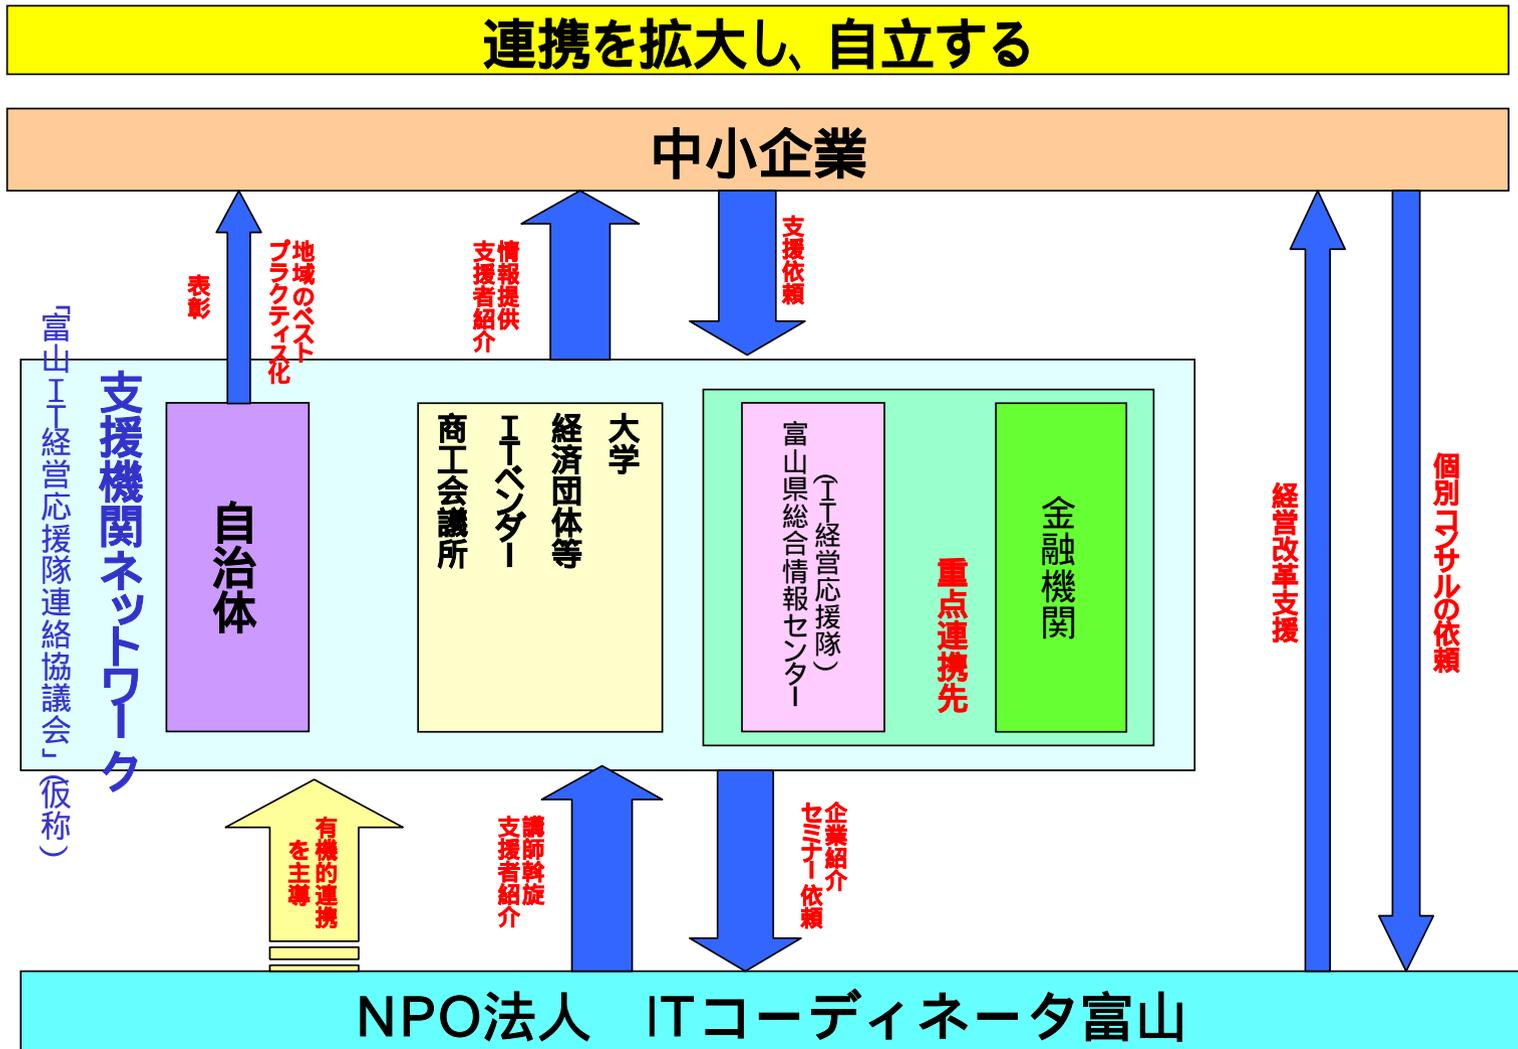 連携を拡大し、自立する
中小企業
表彰
地域のベスト
プラクティス化
情報提供
支援者紹介
支援依頼
経営改革支援
個別コンサルの依頼
支援機関ネットワーク
「富山IT経営応援隊連絡協議会」(仮称)
自治体
大学
経済団体等
ITベンダー
商工会議所
富山県総合情報センター
(IT経営応援隊)
重点連携先
金融機関
有機的連携
を主導
講師斡旋
支援者紹介
企業紹介
セミナー依頼
NPO法人 ITコーディネータ富山